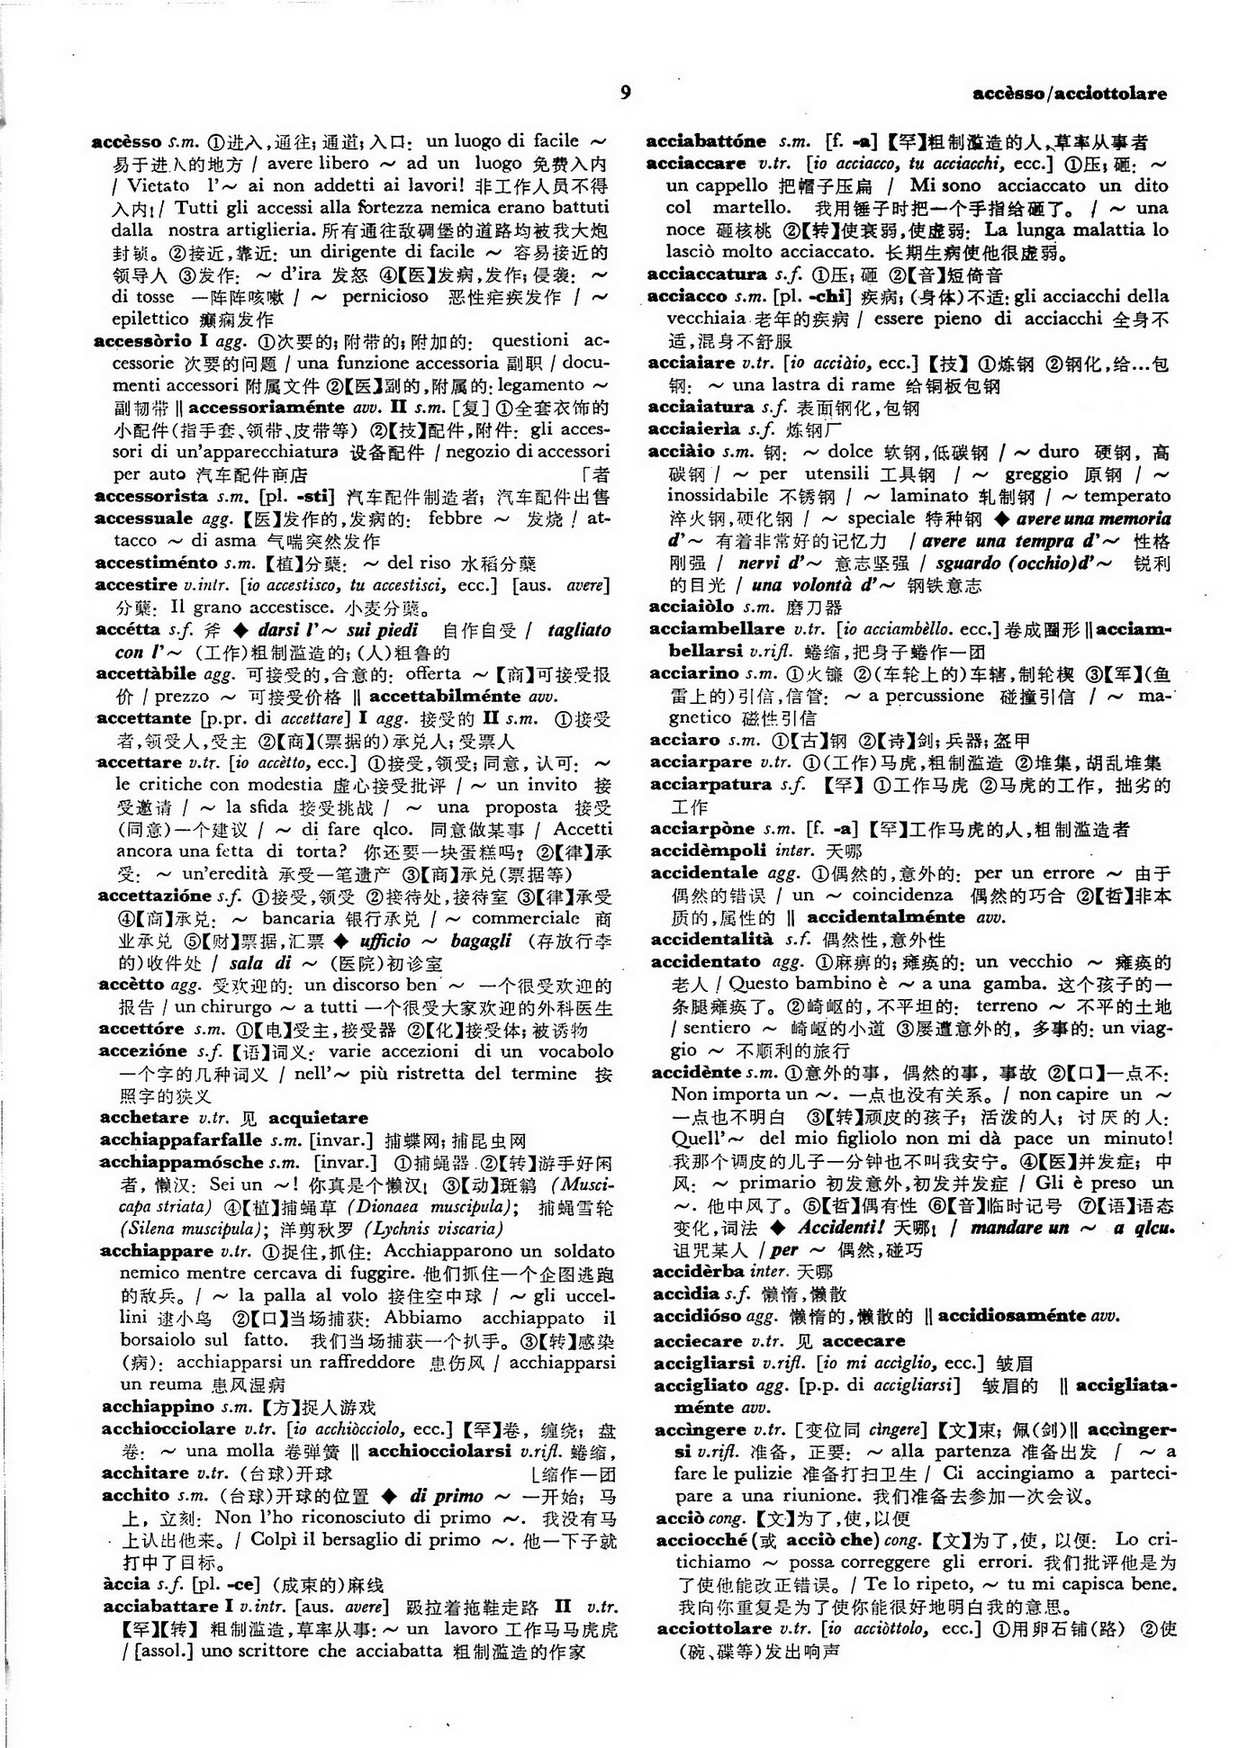 9
accèsso/acciottolare
accèsso s.m. ①进入,通往; 通道; 入口: un luogo di facile ～
易于进入的地方 / avere libero ～ ad un luogo 免费入内
/ Vietato l'～ ai non addetti ai lavori! 非工作人员不得
入内! / Tutti gli accessi alla fortezza nemica erano battuti
dalla nostra artiglieria. 所有通往敌碉堡的道路均被我大炮
封锁。 ②接近,靠近: un dirigente di facile ～ 容易接近的
领导人 ③发作: ～ d'ira 发怒 ④【医】发病,发作; 侵袭: ～
di tosse 一阵阵咳嗽 / ～ pernicioso 恶性疟疾发作 / ～
epilettico 癫痫发作
accessòrio I agg. ①次要的; 附带的; 附加的: questioni ac-
cessorie 次要的问题 / una funzione accessoria 副职 / docu-
menti accessori 附属文件 ②【医】副的,附属的: legamento ～
副韧带 ‖ accessoriaménte avv. II s.m. [复] ①全套衣饰的
小配件(指手套、领带、皮带等) ②【技】配件,附件: gli acces-
sori di un'apparecchiatura 设备配件 / negozio di accessori
per auto 汽车配件商店 「者
accessorista s.m. [pl. -sti] 汽车配件制造者; 汽车配件出售
accessuale agg. 【医】发作的,发病的: febbre ～ 发烧 / at-
tacco ～ di asma 气喘突然发作
accestiménto s.m. 【植】分蘖: ～ del riso 水稻分蘖
accestire v.intr. [io accestisco, tu accestisci, ecc.] [aus. avere]
分蘖: Il grano accestisce. 小麦分蘖。
accétta s.f. 斧 ◆ darsi l'～ sui piedi 自作自受 / tagliato
con l'～ (工作)粗制滥造的; (人)粗鲁的
accettàbile agg. 可接受的,合意的: offerta ～ 【商】可接受报
价 / prezzo ～ 可接受价格 ‖ accettabilménte avv.
accettante [p.pr. di accettare] I agg. 接受的 II s.m. ①接受
者,领受人,受主 ②【商】(票据的)承兑人; 受票人
accettare v.tr. [io accètto, ecc.] ①接受,领受; 同意, 认可: ～
le critiche con modestia 虚心接受批评 / ～ un invito 接
受邀请 / ～ la sfida 接受挑战 / ～ una proposta 接受
(同意)一个建议 / ～ di fare qlco. 同意做某事 / Accetti
ancora una fetta di torta? 你还要一块蛋糕吗? ②【律】承
受: ～ un'eredità 承受一笔遗产 ③【商】承兑(票据等)
accettazióne s.f. ①接受,领受 ②接待处,接待室 ③【律】承受
④【商】承兑: ～ bancaria 银行承兑 / ～ commerciale 商
业承兑 ⑤【财】票据,汇票 ◆ ufficio ～ bagagli (存放行李
的)收件处 / sala di ～ (医院)初诊室
accètto agg. 受欢迎的: un discorso ben ～ 一个很受欢迎的
报告 / un chirurgo ～ a tutti 一个很受大家欢迎的外科医生
accettóre s.m. ①【电】受主,接受器 ②【化】接受体; 被诱物
accezióne s.f. 【语】词义: varie accezioni di un vocabolo
一个字的几种词义 / nell'～ più ristretta del termine 按
照字的狭义
acchetare v.tr. 见 acquietare
acchiappafarfalle s.m. [invar.] 捕蝶网; 捕昆虫网
acchiappamósche s.m. [invar.] ①捕蝇器 ②【转】游手好闲
者, 懒汉: Sei un ～! 你真是个懒汉! ③【动】斑鹟 (Musci-
capa striata) ④【植】捕蝇草 (Dionaea muscipula); 捕蝇雪轮
(Silena muscipula); 洋剪秋罗 (Lychnis viscaria)
acchiappare v.tr. ①捉住,抓住: Acchiapparono un soldato
nemico mentre cercava di fuggire. 他们抓住一个企图逃跑
的敌兵。 / ～ la palla al volo 接住空中球 / ～ gli uccel-
lini 逮小鸟 ②【口】当场捕获: Abbiamo acchiappato il
borsaiolo sul fatto. 我们当场捕获一个扒手。 ③【转】感染
(病): acchiapparsi un raffreddore 患伤风 / acchiapparsi
un reuma 患风湿病
acchiappino s.m. 【方】捉人游戏
acchiocciolare v.tr. [io acchiòcciolo, ecc.] 【罕】卷, 缠绕; 盘
卷: ～ una molla 卷弹簧 ‖ acchiocciolarsi v.rifl. 蜷缩,
acchitare v.tr. (台球)开球 ⌊缩作一团
acchito s.m. (台球)开球的位置 ◆ di primo ～ 一开始; 马
上, 立刻: Non l'ho riconosciuto di primo ～. 我没有马
上认出他来。 / Colpì il bersaglio di primo ～. 他一下子就
打中了目标。
àccia s.f. [pl. -ce] (成束的)麻线
acciabattare I v.intr. [aus. avere] 趿拉着拖鞋走路 II v.tr.
【罕】【转】 粗制滥造,草率从事: ～ un lavoro 工作马马虎虎
/ [assol.] uno scrittore che acciabatta 粗制滥造的作家
acciabattóne s.m. [f. -a] 【罕】粗制滥造的人,草率从事者
acciaccare v.tr. [io acciacco, tu acciacchi, ecc.] ①压; 砸: ～
un cappello 把帽子压扁 / Mi sono acciaccato un dito
col martello. 我用锤子时把一个手指给砸了。 / ～ una
noce 砸核桃 ②【转】使衰弱,使虚弱: La lunga malattia lo
lasciò molto acciaccato. 长期生病使他很虚弱。
acciaccatura s.f. ①压; 砸 ②【音】短倚音
acciacco s.m. [pl. -chi] 疾病; (身体)不适: gli acciacchi della
vecchiaia 老年的疾病 / essere pieno di acciacchi 全身不
适,混身不舒服
acciaiare v.tr. [io acciàio, ecc.] 【技】 ①炼钢 ②钢化,给…包
钢: ～ una lastra di rame 给铜板包钢
acciaiatura s.f. 表面钢化,包钢
acciaierìa s.f. 炼钢厂
acciàio s.m. 钢: ～ dolce 软钢,低碳钢 / ～ duro 硬钢, 高
碳钢 / ～ per utensili 工具钢 / ～ greggio 原钢 / ～
inossidabile 不锈钢 / ～ laminato 轧制钢 / ～ temperato
淬火钢,硬化钢 / ～ speciale 特种钢 ◆ avere una memoria
d'～ 有着非常好的记忆力 / avere una tempra d'～ 性格
刚强 / nervi d'～ 意志坚强 / sguardo (occhio) d'～ 锐利
的目光 / una volontà d'～ 钢铁意志
acciaiòlo s.m. 磨刀器
acciambellare v.tr. [io acciambèllo. ecc.] 卷成圈形 ‖ acciam-
bellarsi v.rifl. 蜷缩,把身子蜷作一团
acciarino s.m. ①火镰 ②(车轮上的)车辖,制轮楔 ③【军】(鱼
雷上的)引信,信管: ～ a percussione 碰撞引信 / ～ ma-
gnetico 磁性引信
acciaro s.m. ①【古】钢 ②【诗】剑; 兵器; 盔甲
acciarpare v.tr. ①(工作)马虎,粗制滥造 ②堆集, 胡乱堆集
acciarpatura s.f. 【罕】 ①工作马虎 ②马虎的工作, 拙劣的
工作
acciarpòne s.m. [f. -a] 【罕】工作马虎的人,粗制滥造者
accidèmpoli inter. 天哪
accidentale agg. ①偶然的,意外的: per un errore ～ 由于
偶然的错误 / un ～ coincidenza 偶然的巧合 ②【哲】非本
质的,属性的 ‖ accidentalménte avv.
accidentalità s.f. 偶然性,意外性
accidentato agg. ①麻痹的; 瘫痪的: un vecchio ～ 瘫痪的
老人 / Questo bambino è ～ a una gamba. 这个孩子的一
条腿瘫痪了。 ②崎岖的,不平坦的: terreno ～ 不平的土地
/ sentiero ～ 崎岖的小道 ③屡遭意外的, 多事的: un viag-
gio ～ 不顺利的旅行
accidènte s.m. ①意外的事, 偶然的事, 事故 ②【口】一点不:
Non importa un ～. 一点也没有关系。 / non capire un ～
一点也不明白 ③【转】顽皮的孩子; 活泼的人; 讨厌的人:
Quell'～ del mio figliolo non mi dà pace un minuto!
我那个调皮的儿子一分钟也不叫我安宁。 ④【医】并发症; 中
风: ～ primario 初发意外,初发并发症 / Gli è preso un
～. 他中风了。 ⑤【哲】偶有性 ⑥【音】临时记号 ⑦【语】语态
变化,词法 ◆ Accidenti! 天哪! / mandare un ～ a qlcu.
诅咒某人 / per ～ 偶然,碰巧
accidèrba inter. 天哪
accìdia s.f. 懒惰,懒散
accidióso agg. 懒惰的,懒散的 ‖ accidiosaménte avv.
acciecare v.tr. 见 accecare
accigliarsi v.rifl. [io mi accìglio, ecc.] 皱眉
accigliato agg. [p.p. di accigliarsi] 皱眉的 ‖ accigliata-
ménte avv.
accìngere v.tr. [变位同 cìngere] 【文】束; 佩(剑) ‖ accìnger-
si v.rifl. 准备, 正要: ～ alla partenza 准备出发 / ～ a
fare le pulizie 准备打扫卫生 / Ci accingiamo a parteci-
pare a una riunione. 我们准备去参加一次会议。
acciò cong. 【文】为了,使,以便
acciocché (或 acciò che) cong. 【文】为了,使, 以便: Lo cri-
tichiamo ～ possa correggere gli errori. 我们批评他是为
了使他能改正错误。 / Te lo ripeto, ～ tu mi capisca bene.
我向你重复是为了使你能很好地明白我的意思。
acciottolare v.tr. [io acciòttolo, ecc.] ①用卵石铺(路) ②使
(碗、碟等)发出响声